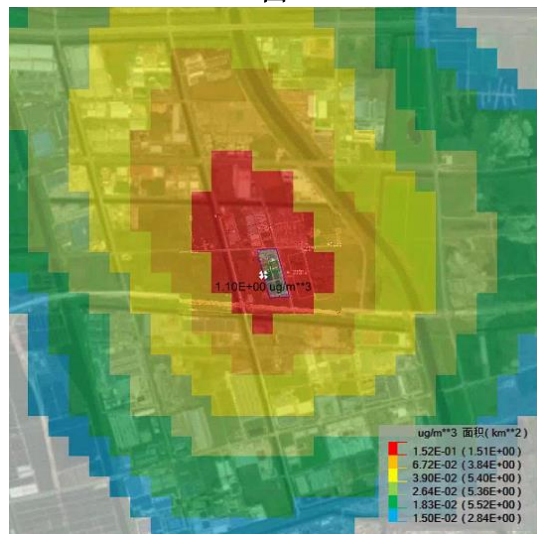 1.10E+00 ug/m**3
ug/m**3 面积( km**2)
1.52E-01 (1.51E+00)
6.72E-02 (3.84E+00)
3.90E-02 (5.40E+00)
2.64E-02 (5.36E+00)
1.83E-02 (5.52E+00)
1.50E-02 (2.84E+00)